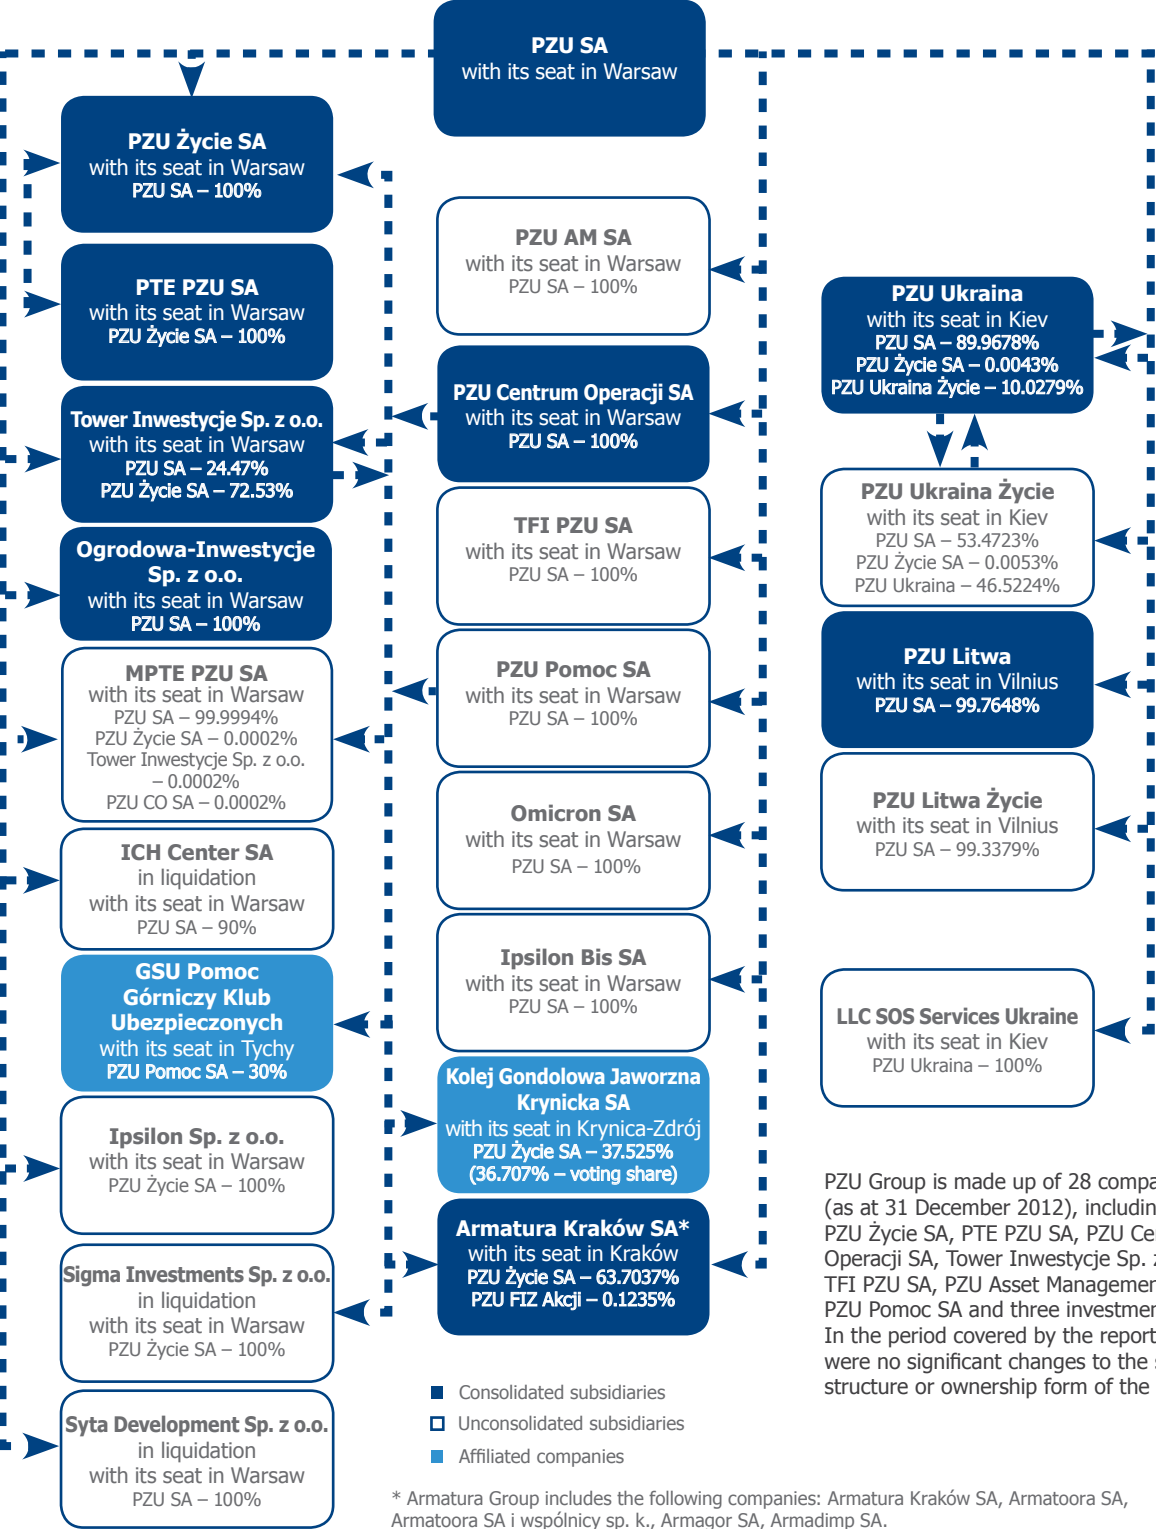 PZU SA
with its seat in Warsaw
PZU Życie SA
with its seat in Warsaw
PZU SA – 100%
PTE PZU SA
with its seat in Warsaw
PZU Życie SA – 100%
Tower Inwestycje Sp. z o.o.
with its seat in Warsaw
PZU SA – 24.47%
PZU Życie SA – 72.53%
Ogrodowa-Inwestycje
Sp. z o.o.
with its seat in Warsaw
PZU SA – 100%
MPTE PZU SA
with its seat in Warsaw
PZU SA – 99.9994%
PZU Życie SA – 0.0002%
Tower Inwestycje Sp. z o.o.
– 0.0002%
PZU CO SA – 0.0002%
ICH Center SA
in liquidation
with its seat in Warsaw
PZU SA – 90%
GSU Pomoc
Górniczy Klub
Ubezpieczonych
with its seat in Tychy
PZU Pomoc SA – 30%
Ipsilon Sp. z o.o.
with its seat in Warsaw
PZU Życie SA – 100%
Sigma Investments Sp. z o.o.
in liquidation
with its seat in Warsaw
PZU Życie SA – 100%
Syta Development Sp. z o.o.
in liquidation
with its seat in Warsaw
PZU SA – 100%
PZU AM SA
with its seat in Warsaw
PZU SA – 100%
PZU Centrum Operacji SA
with its seat in Warsaw
PZU SA – 100%
TFI PZU SA
with its seat in Warsaw
PZU SA – 100%
PZU Pomoc SA
with its seat in Warsaw
PZU SA – 100%
Omicron SA
with its seat in Warsaw
PZU SA – 100%
Ipsilon Bis SA
with its seat in Warsaw
PZU SA – 100%
Kolej Gondolowa Jaworzna
Krynicka SA
with its seat in Krynica-Zdrój
PZU Życie SA – 37.525%
(36.707% – voting share)
Armatura Kraków SA*
with its seat in Kraków
PZU Życie SA – 63.7037%
PZU FIZ Akcji – 0.1235%
PZU Ukraina
with its seat in Kiev
PZU SA – 89.9678%
PZU Życie SA – 0.0043%
PZU Ukraina Życie – 10.0279%
PZU Ukraina Życie
with its seat in Kiev
PZU SA – 53.4723%
PZU Życie SA – 0.0053%
PZU Ukraina – 46.5224%
PZU Litwa
with its seat in Vilnius
PZU SA – 99.7648%
PZU Litwa Życie
with its seat in Vilnius
PZU SA – 99.3379%
LLC SOS Services Ukraine
with its seat in Kiev
PZU Ukraina – 100%
PZU Group is made up of 28 compa
(as at 31 December 2012), includin
PZU Życie SA, PTE PZU SA, PZU Cen
Operacji SA, Tower Inwestycje Sp. z
TFI PZU SA, PZU Asset Managemen
PZU Pomoc SA and three investmen
In the period covered by the report
were no significant changes to the s
structure or ownership form of the
Consolidated subsidiaries
Unconsolidated subsidiaries
Affiliated companies
* Armatura Group includes the following companies: Armatura Kraków SA, Armatoora SA,
Armatoora SA i wspólnicy sp. k., Armagor SA, Armadimp SA.